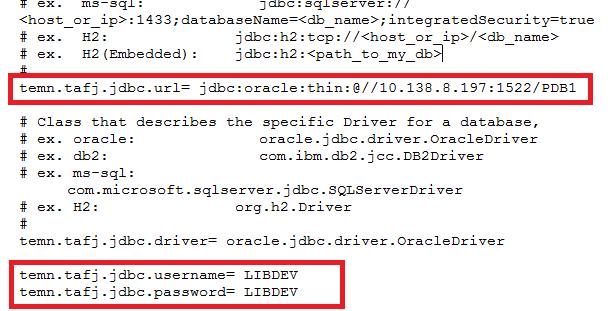 # ex. ms-sql: jdbc:sqlserver://
<host_or_ip>:1433;databaseName=<db_name>;integratedSecurity=true
# ex. H2: jdbc:h2:tcp://<host_or_ip>/<db_name>
# ex. H2(Embedded): jdbc:h2:<path_to_my_db>
#
temn.tafj.jdbc.url= jdbc:oracle:thin:@//10.138.8.197:1522/PDB1
# Class that describes the specific Driver for a database,
# ex. oracle: oracle.jdbc.driver.OracleDriver
# ex. db2: com.ibm.db2.jcc.DB2Driver
# ex. ms-sql:
com.microsoft.sqlserver.jdbc.SQLServerDriver
# ex. H2: org.h2.Driver
#
temn.tafj.jdbc.driver= oracle.jdbc.driver.OracleDriver
temn.tafj.jdbc.username= LIBDEV
temn.tafj.jdbc.password= LIBDEV